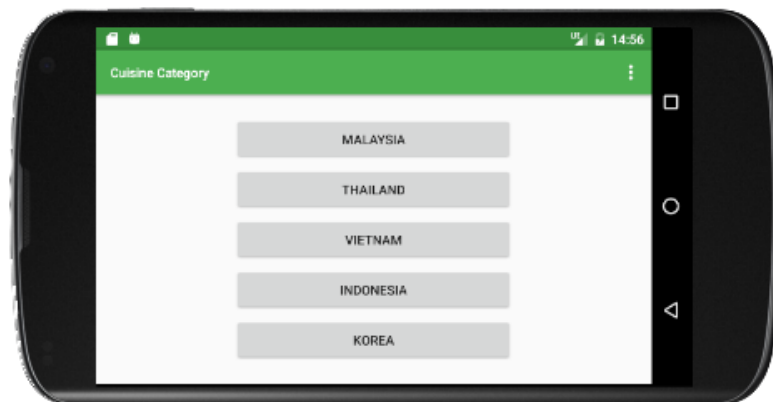 14:56
Cuisine Category
MALAYSIA
THAILAND
VIETNAM
INDONESIA
KOREA